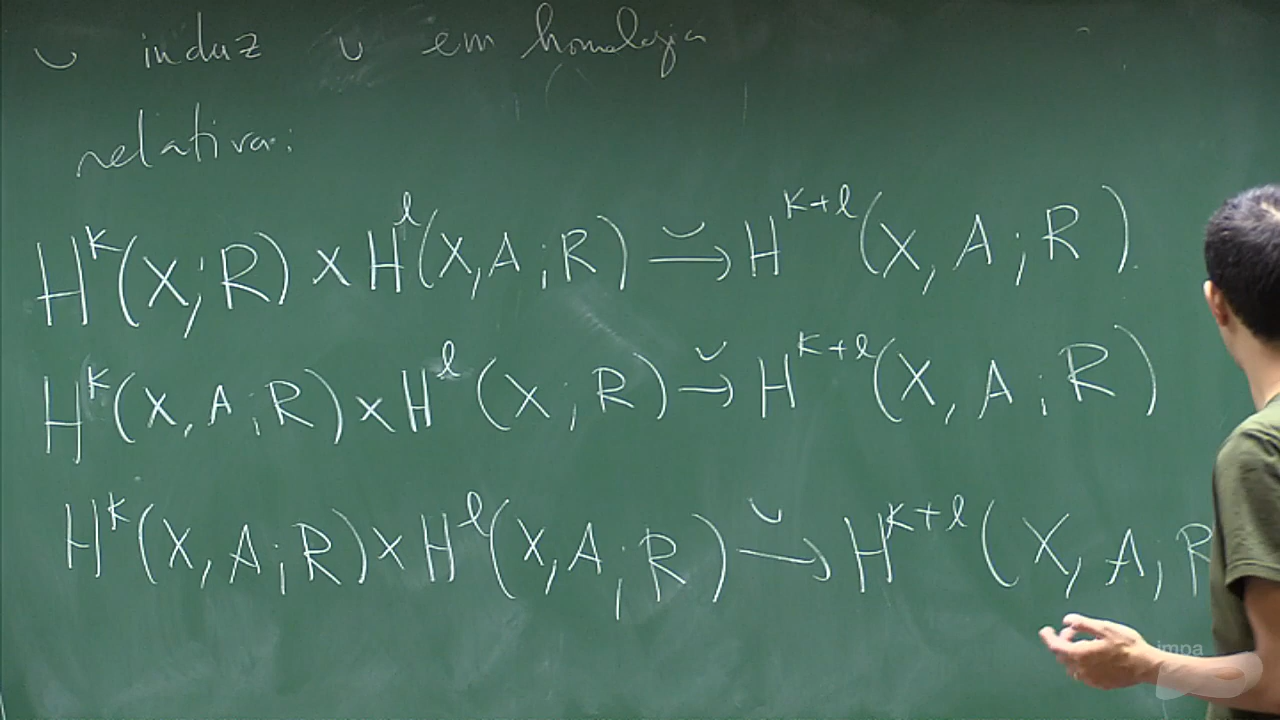 ∪ induz ∪ em homologia
relativa:
H^k(X;R) × H^l(X,A;R) ⟶^∪ H^{k+l}(X,A;R).
H^k(X,A;R) × H^l(X;R) ⟶^∪ H^{k+l}(X,A;R)
H^k(X,A;R) × H^l(X,A;R) ⟶^∪ H^{k+l}(X,A;R
impa